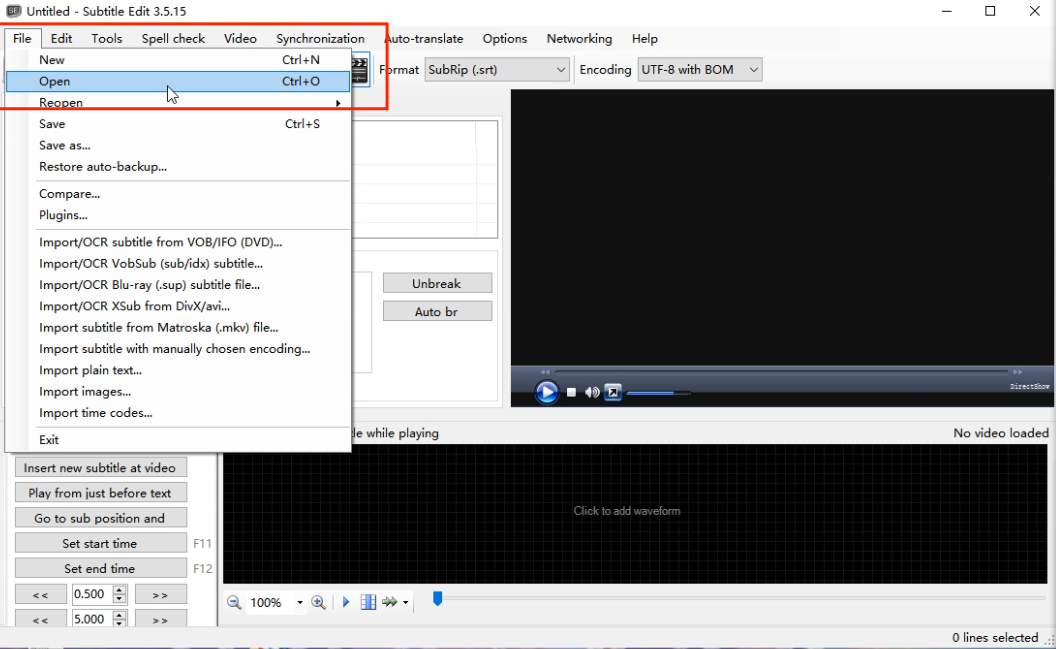 SE Untitled - Subtitle Edit 3.5.15
File Edit Tools Spell check Video Synchronization Auto-translate Options Networking Help
New Ctrl+N
Format SubRip (.srt) Encoding UTF-8 with BOM
Open Ctrl+O
Reopen
Save Ctrl+S
Save as...
Restore auto-backup...
Compare...
Plugins...
Import/OCR subtitle from VOB/IFO (DVD)...
Import/OCR VobSub (sub/idx) subtitle...
Import/OCR Blu-ray (.sup) subtitle file...
Import/OCR XSub from DivX/avi...
Import subtitle from Matroska (.mkv) file...
Import subtitle with manually chosen encoding...
Import plain text...
Import images...
Import time codes...
Exit
Unbreak
Auto br
DirectShow
le while playing
No video loaded
Insert new subtitle at video
Play from just before text
Go to sub position and
Set start time F11
Set end time F12
<< 0.500 >>
<< 5.000 >>
Click to add waveform
100%
0 lines selected